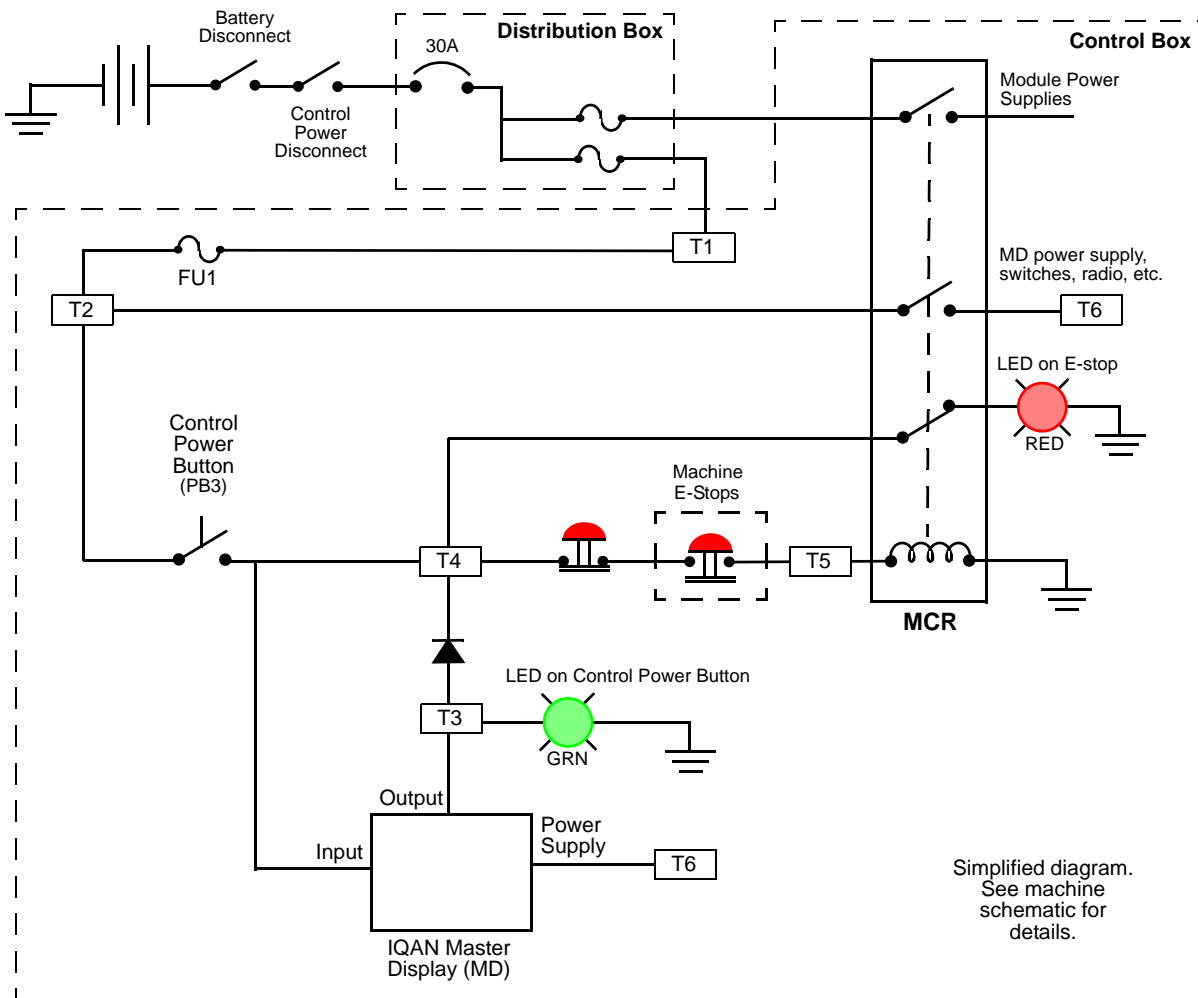 Battery
Disconnect
Distribution Box
Control Box
30A
Module Power
Supplies
Control
Power
Disconnect
T1
FU1
MD power supply,
switches, radio, etc.
T2
T6
LED on E-stop
RED
Control
Power
Button
(PB3)
Machine
E-Stops
T4
T5
MCR
LED on Control Power Button
T3
GRN
Output
Power
Supply
Input
T6
IQAN Master
Display (MD)
Simplified diagram.
See machine
schematic for
details.